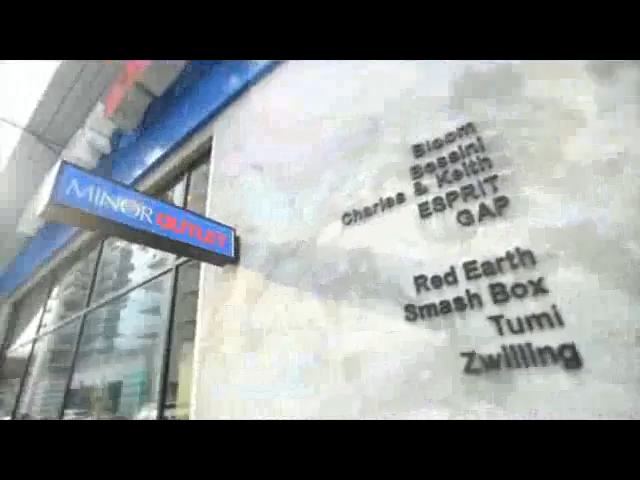 MINOR OUTLET
Bloom
Bossini
Charles & Keith
ESPRIT
GAP
Red Earth
Smash Box
Tumi
Zwilling